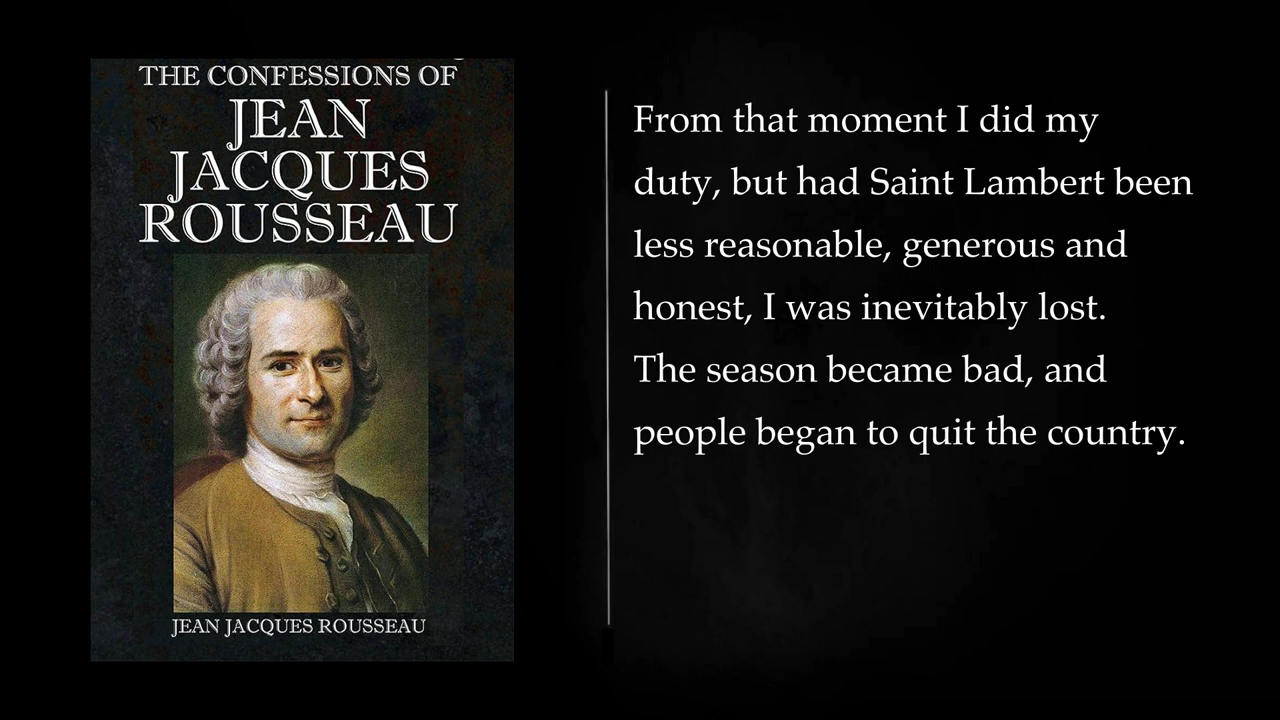 THE CONFESSIONS OF
JEAN
JACQUES
ROUSSEAU
JEAN JACQUES ROUSSEAU
From that moment I did my
duty, but had Saint Lambert been
less reasonable, generous and
honest, I was inevitably lost.
The season became bad, and
people began to quit the country.